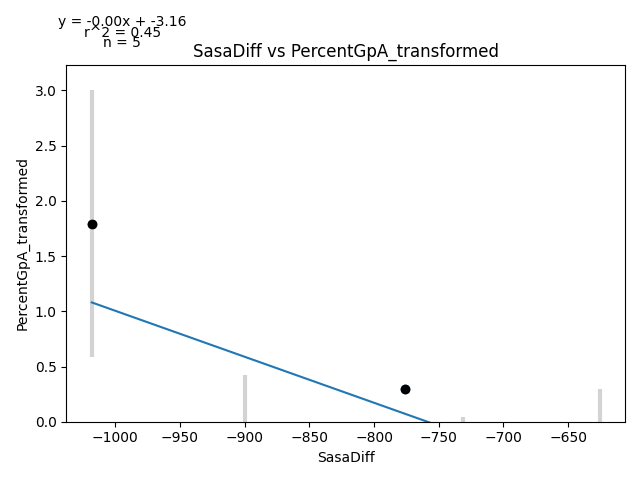 y = -0.00x + -3.16
r^2 = 0.45
n = 5
SasaDiff vs PercentGpA_transformed
PercentGpA_transformed
3.0
2.5
2.0
1.5
1.0
0.5
0.0
−1000 −950 −900 −850 −800 −750 −700 −650
SasaDiff